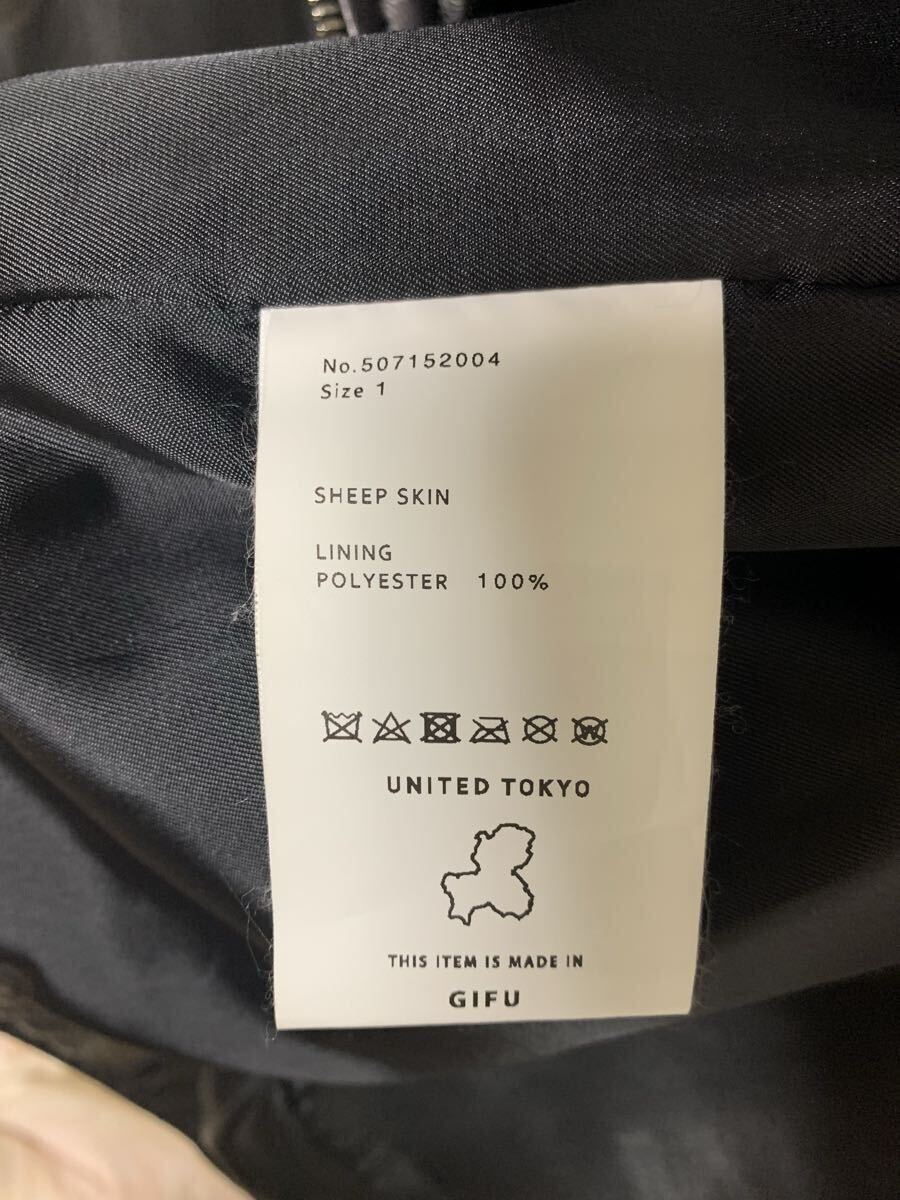 No.507152004
Size 1
SHEEP SKIN
LINING
POLYESTER 100%
W
UNITED TOKYO
THIS ITEM IS MADE IN
GIFU